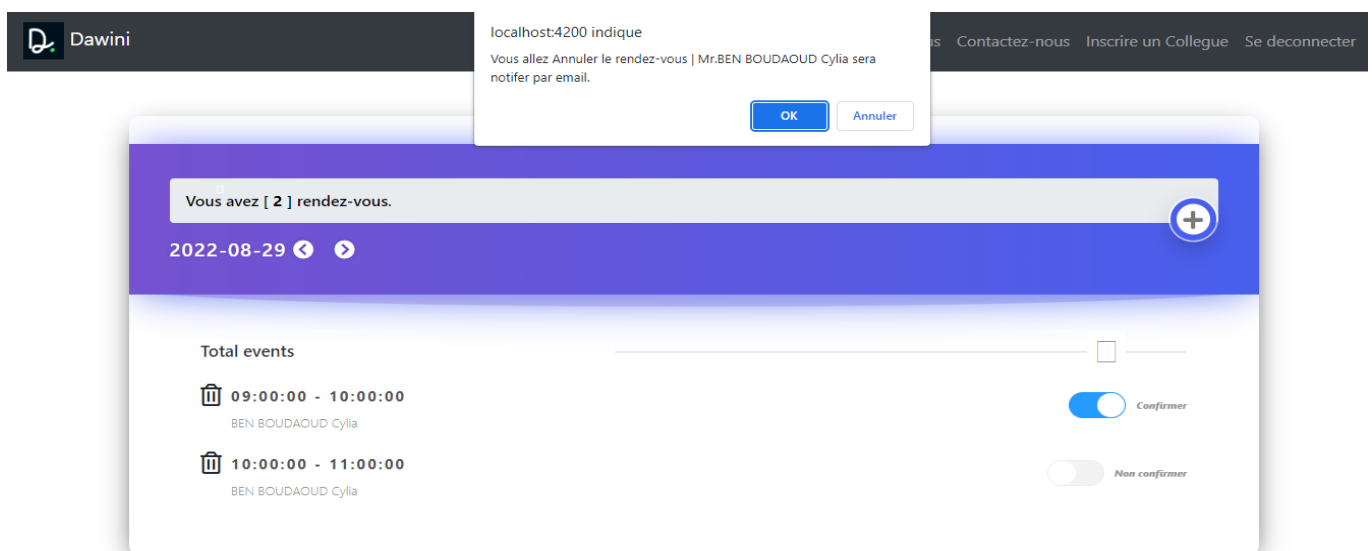 Dawini
localhost:4200 indique
Vous allez Annuler le rendez-vous | Mr.BEN BOUDAOUD Cylia sera
notifer par email.
OK
Annuler
Contactez-nous
Inscrire un Collegue
Se deconnecter
Vous avez [ 2 ] rendez-vous.
2022-08-29
Total events
09:00:00 - 10:00:00
Confirmer
BEN BOUDAOUD Cylia
10:00:00 - 11:00:00
Non confirmer
BEN BOUDAOUD Cylia